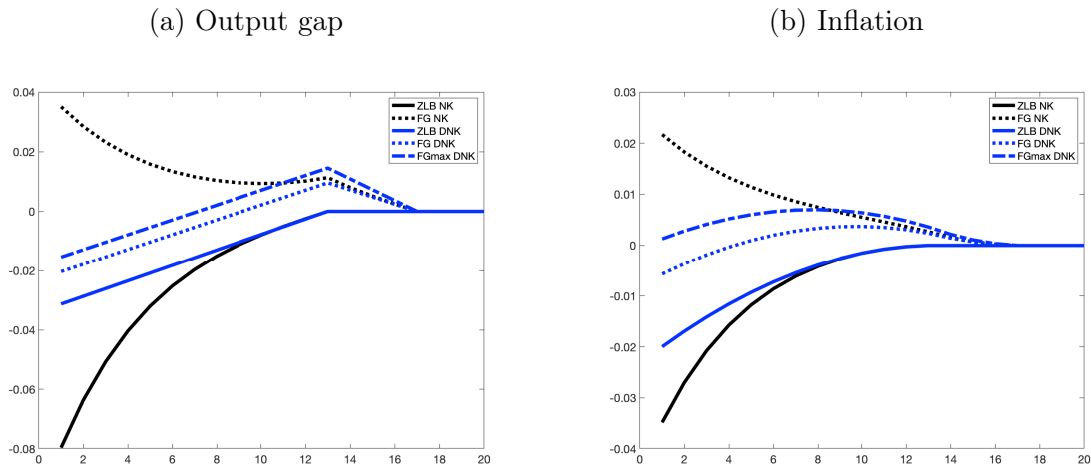 (a) Output gap
(b) Inflation
0.04
0.02
0
-0.02
-0.04
-0.06
-0.08
0 2 4 6 8 10 12 14 16 18 20
ZLB NK
FG NK
ZLB DNK
FG DNK
FGmax DNK
0.03
0.02
0.01
0
-0.01
-0.02
-0.03
-0.04
0 2 4 6 8 10 12 14 16 18 20
ZLB NK
FG NK
ZLB DNK
FG DNK
FGmax DNK